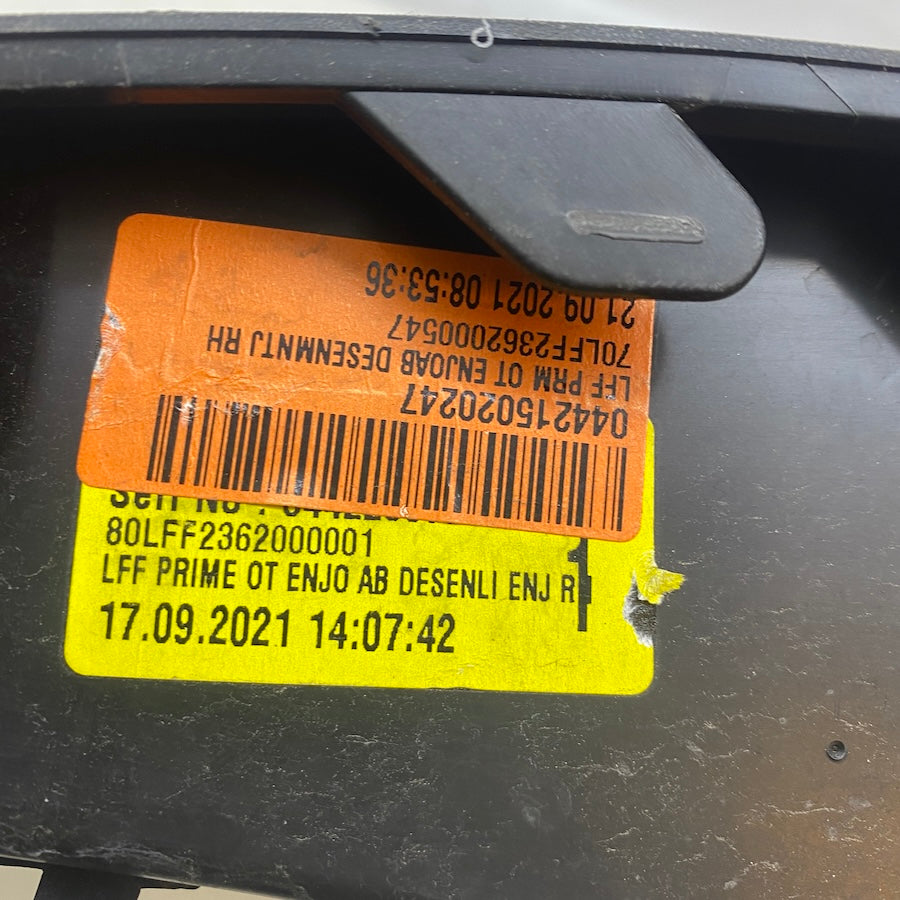 044215020247
LFF PRM OT ENJOAB DESENMNTJ RH
70LFF2362000547
21.09.2021 08:53:36
80LFF2362000001
LFF PRIME OT ENJO AB DESENLI ENJ R
17.09.2021 14:07:42